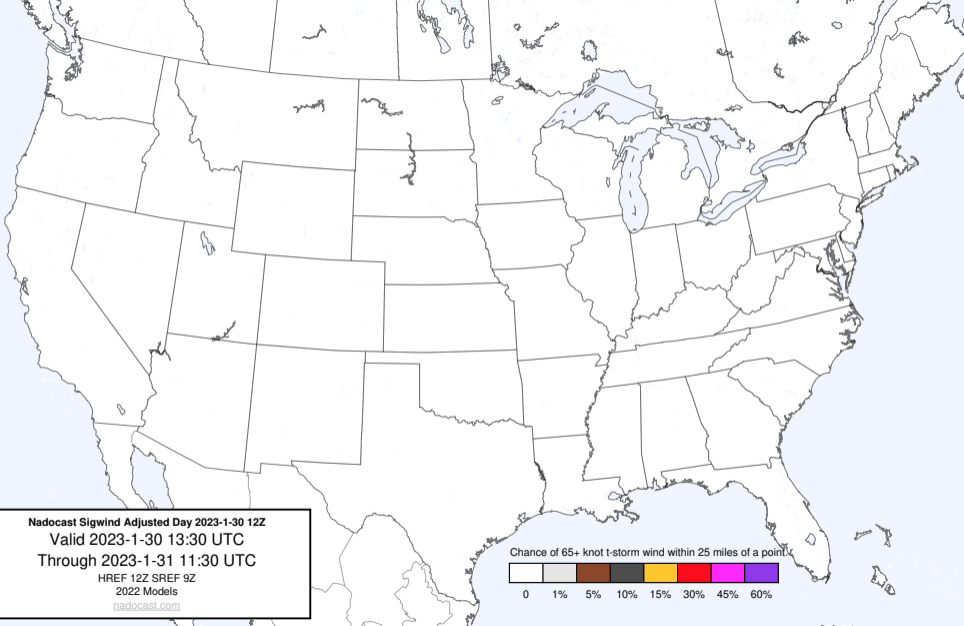 Nadocast Sigwind Adjusted Day 2023-1-30 12Z
Valid 2023-1-30 13:30 UTC
Through 2023-1-31 11:30 UTC
HREF 12Z SREF 9Z
2022 Models
nadocast.com
Chance of 65+ knot t-storm wind within 25 miles of a point.
0 1% 5% 10% 15% 30% 45% 60%